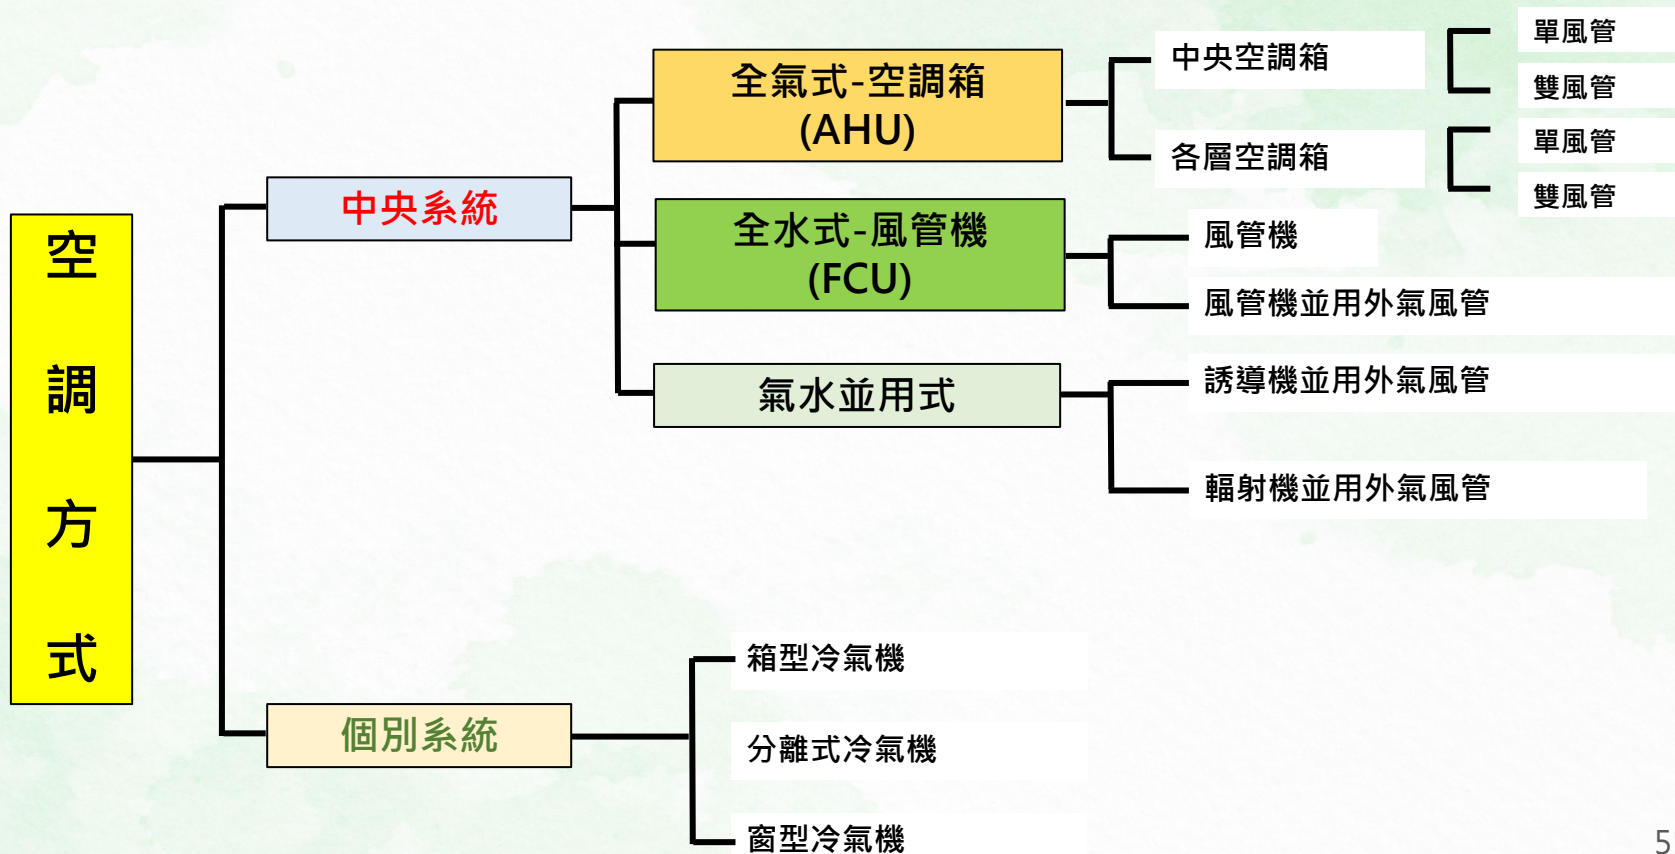 空
調
方
式
中央系統
全氣式-空調箱
(AHU)
中央空調箱
單風管
雙風管
各層空調箱
單風管
雙風管
全水式-風管機
(FCU)
風管機
風管機並用外氣風管
氣水並用式
誘導機並用外氣風管
輻射機並用外氣風管
個別系統
箱型冷氣機
分離式冷氣機
窗型冷氣機
5